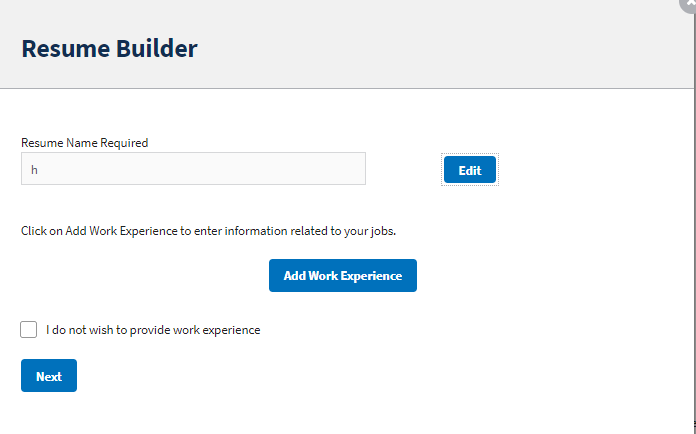 Resume Builder
Resume Name Required
h
Edit
Click on Add Work Experience to enter information related to your jobs.
Add Work Experience
I do not wish to provide work experience
Next